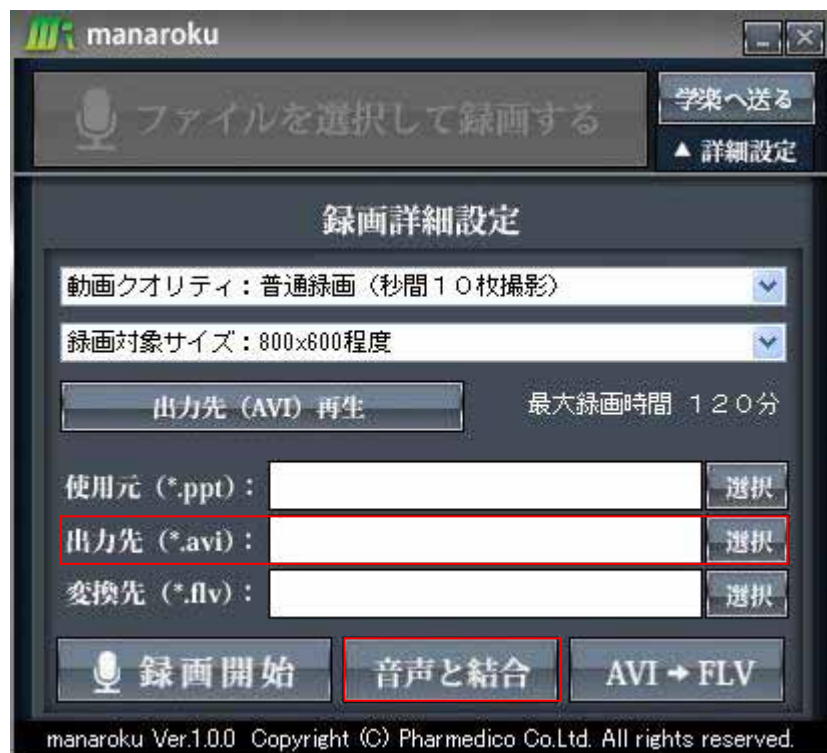 manaroku
ファイルを選択して録画する
学楽へ送る
▲ 詳細設定
録画詳細設定
動画クオリティ：普通録画（秒間１０枚撮影）
録画対象サイズ：800x600程度
出力先（AVI）再生
最大録画時間 １２０分
使用元（*.ppt）： 選択
出力先（*.avi）： 選択
変換先（*.flv）： 選択
録画開始 音声と結合 AVI➔FLV
manaroku Ver.1.0.0 Copyright (C) Pharmedico Co.Ltd. All rights reserved.